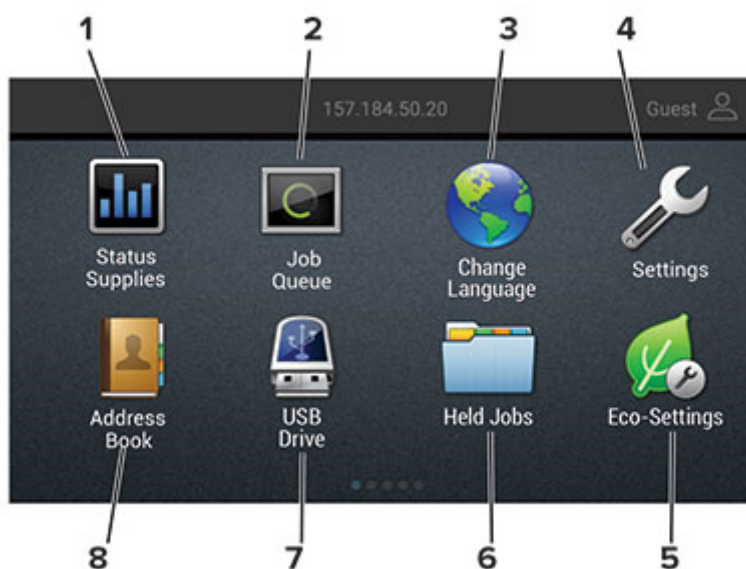 1 2 3 4
157.184.50.20 Guest
Status
Supplies
Job
Queue
Change
Language
Settings
Address
Book
USB
Drive
Held Jobs
Eco-Settings
8 7 6 5